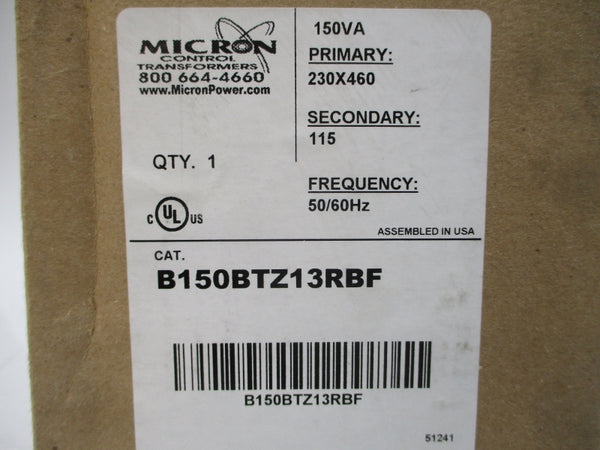 MICRON
CONTROL
TRANSFORMERS
800 664-4660
www.MicronPower.com
QTY. 1
C UL US
150VA
PRIMARY:
230X460
SECONDARY:
115
FREQUENCY:
50/60Hz
ASSEMBLED IN USA
CAT.
B150BTZ13RBF
B150BTZ13RBF
51241